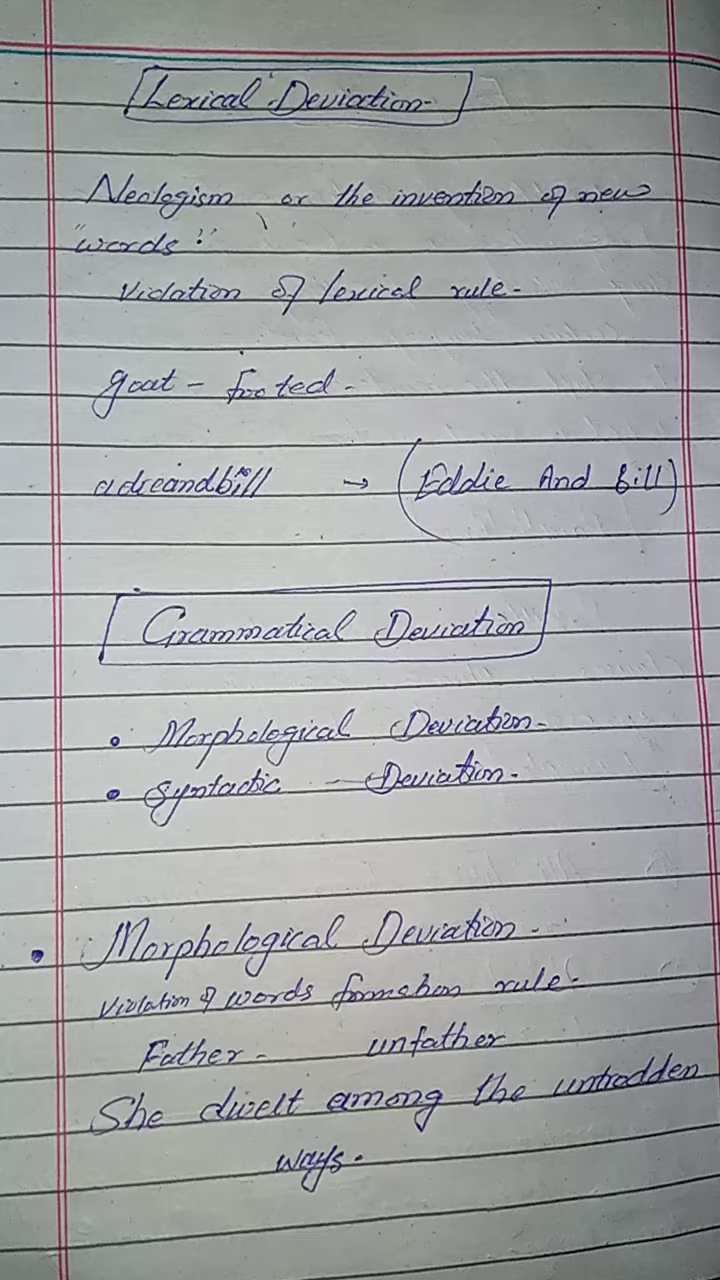 Lexical Deviation
Neologism or the invention of new
"words"
Violation of lexical rule -
goat - footed -
adieandbill → (Eddie And Bill)
Grammatical Deviation
• Morphological Deviation -
• Syntactic - Deviation -
• Morphological Deviation -
Violation of words formation rule -
Father - unfather
She dwelt among the untrodden
ways.